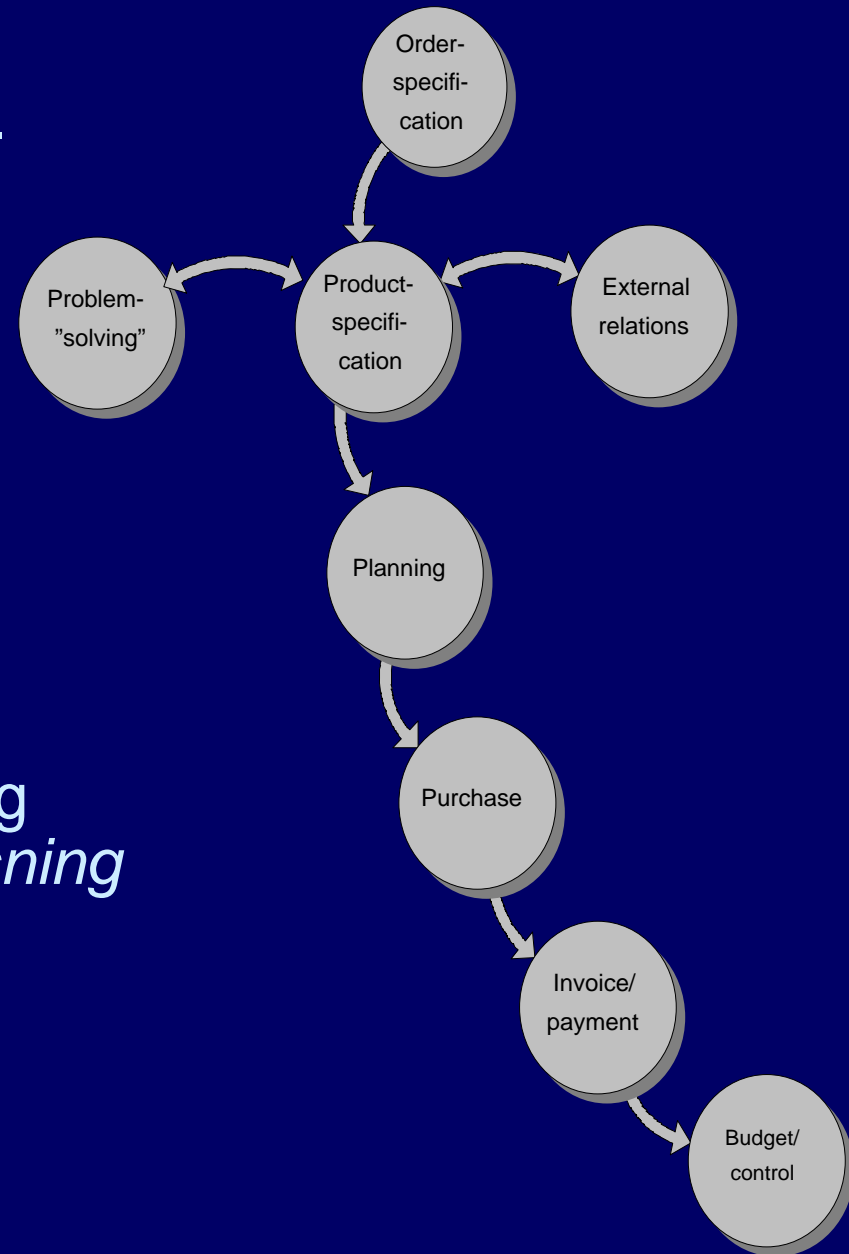 Order-
specifi-
cation
Problem-
”solving”
Product-
specifi-
cation
External
relations
Planning
Purchase
Invoice/
payment
Budget/
control